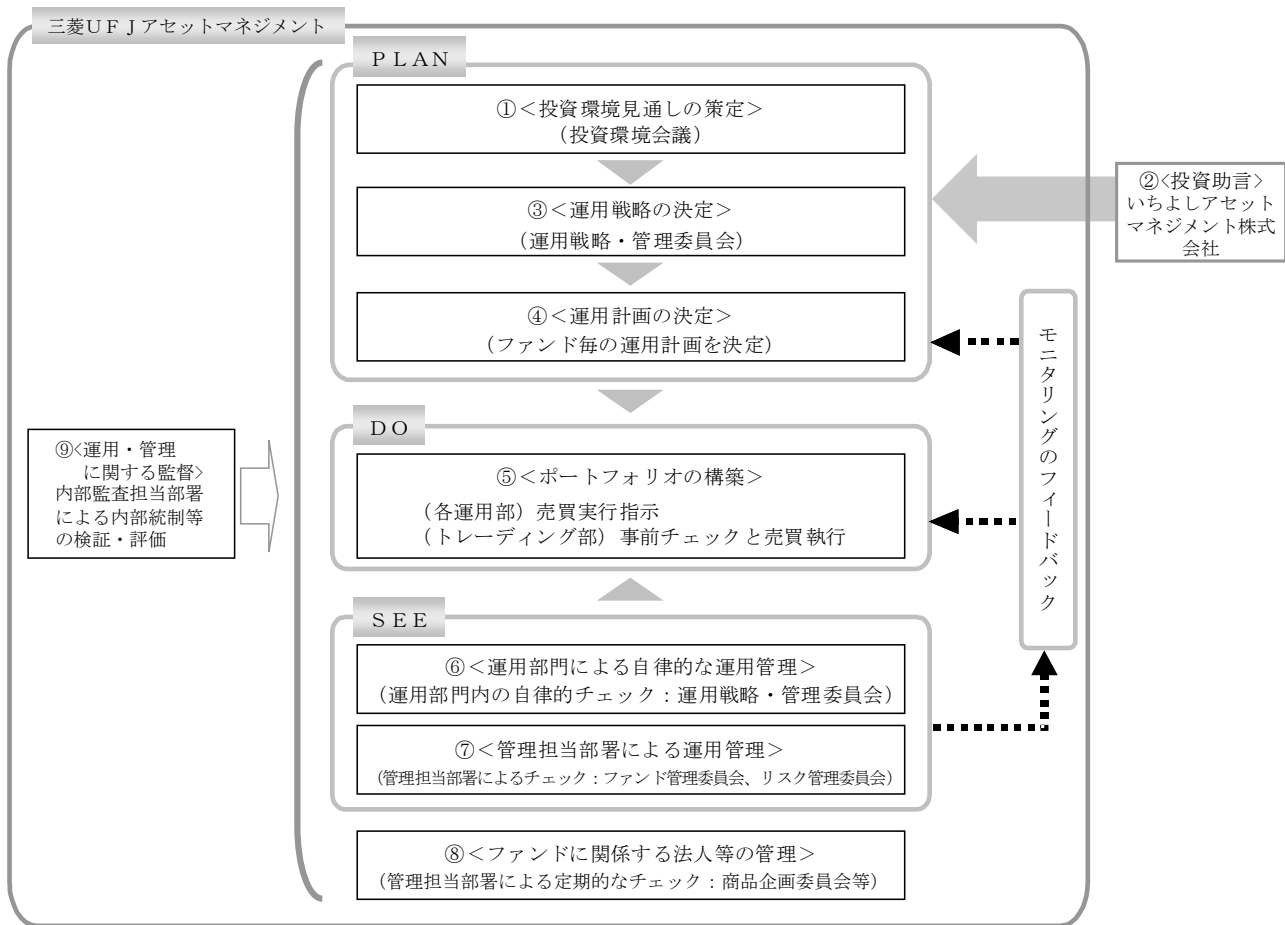 三菱ＵＦＪアセットマネジメント
ＰＬＡＮ
①＜投資環境見通しの策定＞
（投資環境会議）
②<投資助言>
いちよしアセット
マネジメント株式
会社
③＜運用戦略の決定＞
（運用戦略・管理委員会）
④＜運用計画の決定＞
（ファンド毎の運用計画を決定）
モニタリングのフィードバック
ＤＯ
⑤＜ポートフォリオの構築＞
（各運用部）売買実行指示
（トレーディング部）事前チェックと売買執行
⑨<運用・管理
に関する監督>
内部監査担当部署
による内部統制等
の検証・評価
ＳＥＥ
⑥＜運用部門による自律的な運用管理＞
（運用部門内の自律的チェック：運用戦略・管理委員会）
⑦＜管理担当部署による運用管理＞
（管理担当部署によるチェック：ファンド管理委員会、リスク管理委員会）
⑧＜ファンドに関係する法人等の管理＞
（管理担当部署による定期的なチェック：商品企画委員会等）